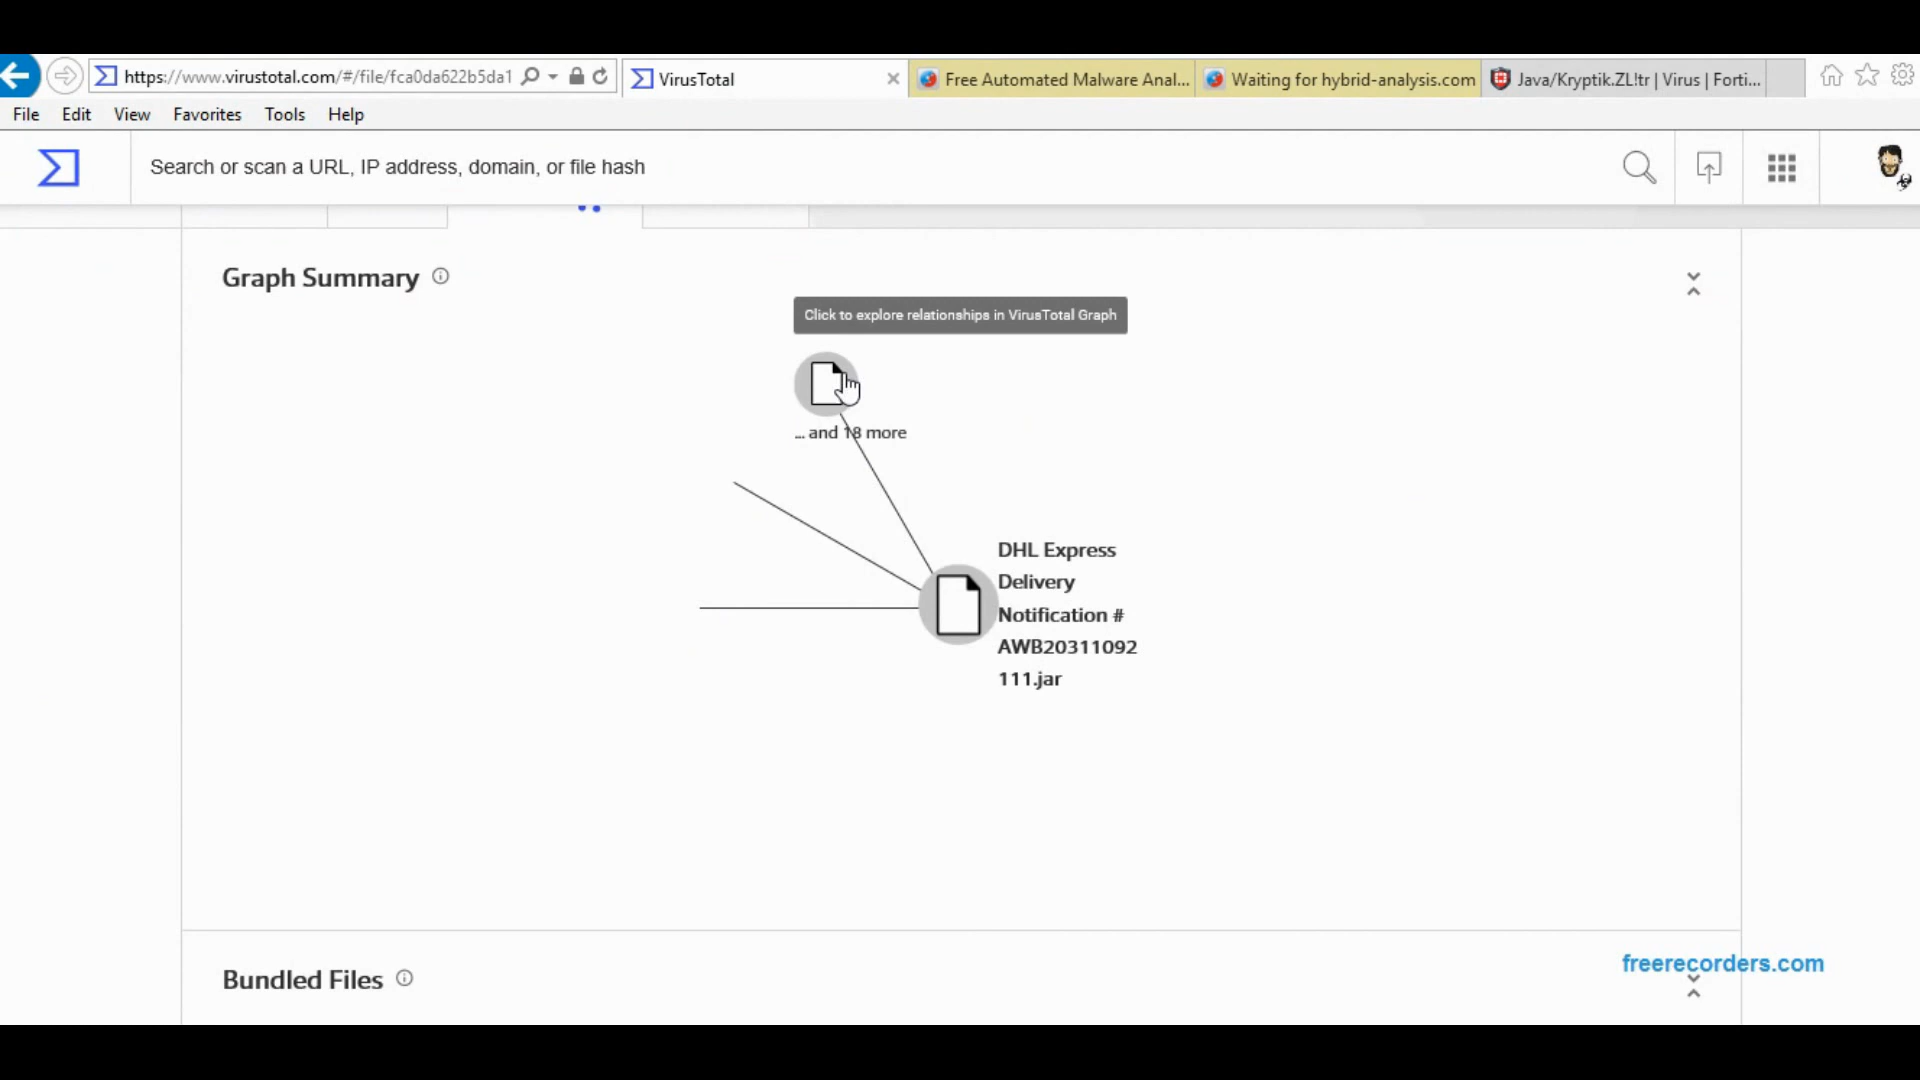 https://www.virustotal.com/#/file/fca0da622b5da1
VirusTotal
Free Automated Malware Anal...
Waiting for hybrid-analysis.com
Java/Kryptik.ZL!tr | Virus | Forti...
File Edit View Favorites Tools Help
Search or scan a URL, IP address, domain, or file hash
Graph Summary
Click to explore relationships in VirusTotal Graph
... and 18 more
DHL Express
Delivery
Notification #
AWB20311092
111.jar
Bundled Files
freerecorders.com